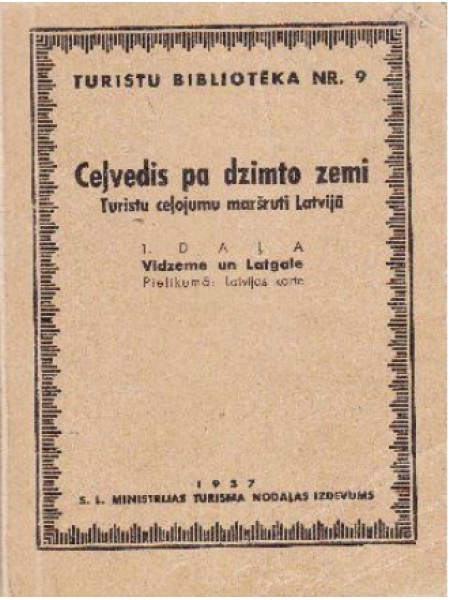 TURISTU BIBLIOTĒKA NR. 9
Ceļvedis pa dzimto zemi
Turistu ceļojumu maršruti Latvijā
1. DAĻA
Vidzeme un Latgale
Pielikumā: Latvijas karte
1937
S. L. MINISTRIJAS TŪRISMA NODAĻAS IZDEVUMS